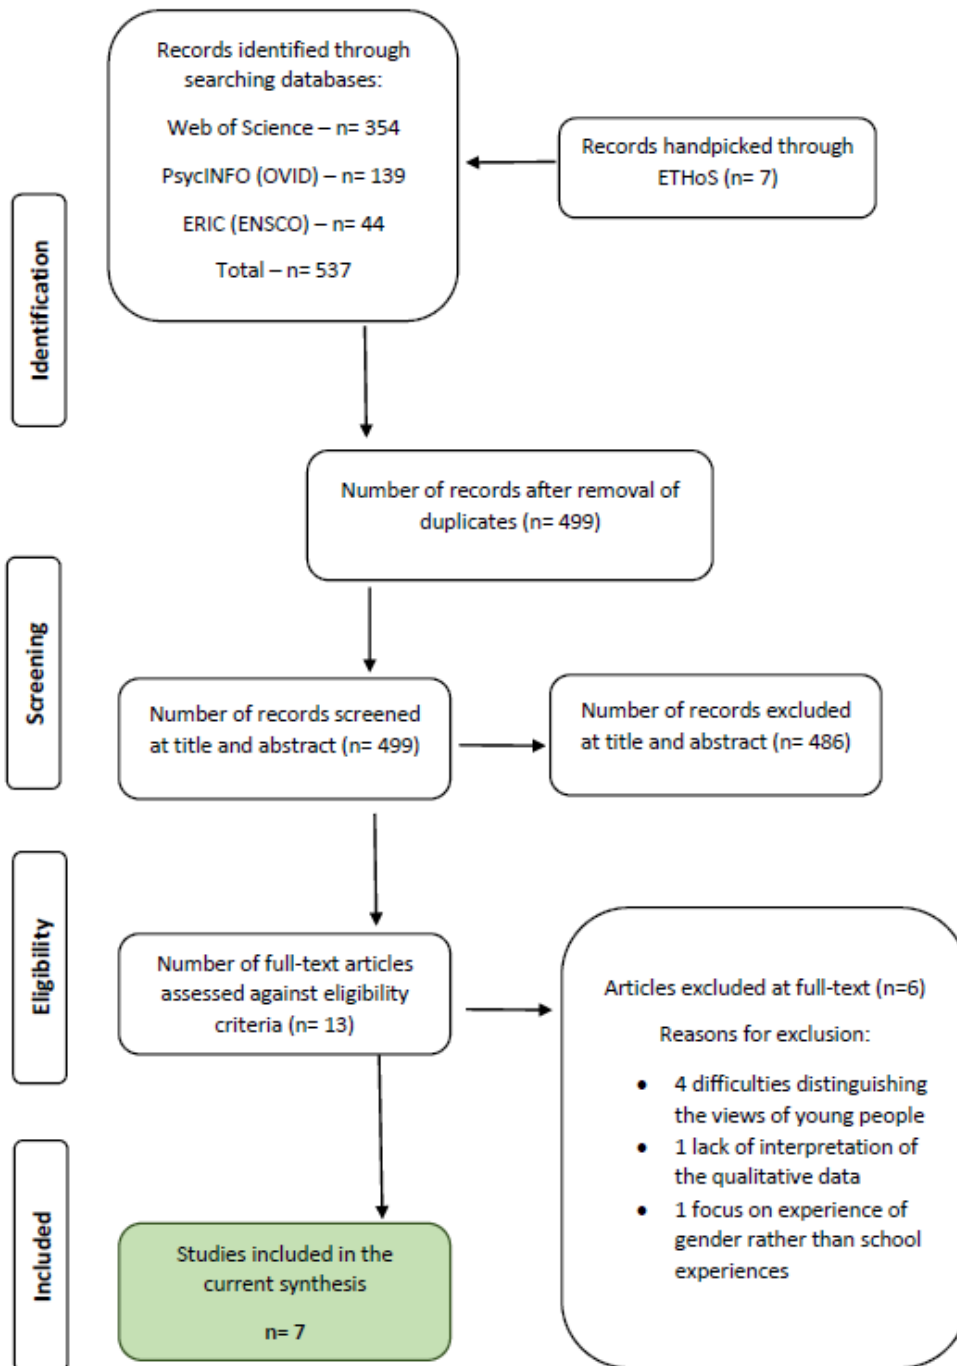 Records identified through
searching databases:
Web of Science – n= 354
PsycINFO (OVID) – n= 139
ERIC (ENSCO) – n= 44
Total – n= 537
Records handpicked through
ETHoS (n= 7)
Identification
Number of records after removal of
duplicates (n= 499)
Screening
Number of records screened
at title and abstract (n= 499)
Number of records excluded
at title and abstract (n= 486)
Eligibility
Number of full-text articles
assessed against eligibility
criteria (n= 13)
Articles excluded at full-text (n=6)
Reasons for exclusion:
• 4 difficulties distinguishing
the views of young people
• 1 lack of interpretation of
the qualitative data
• 1 focus on experience of
gender rather than school
experiences
Included
Studies included in the
current synthesis
n= 7